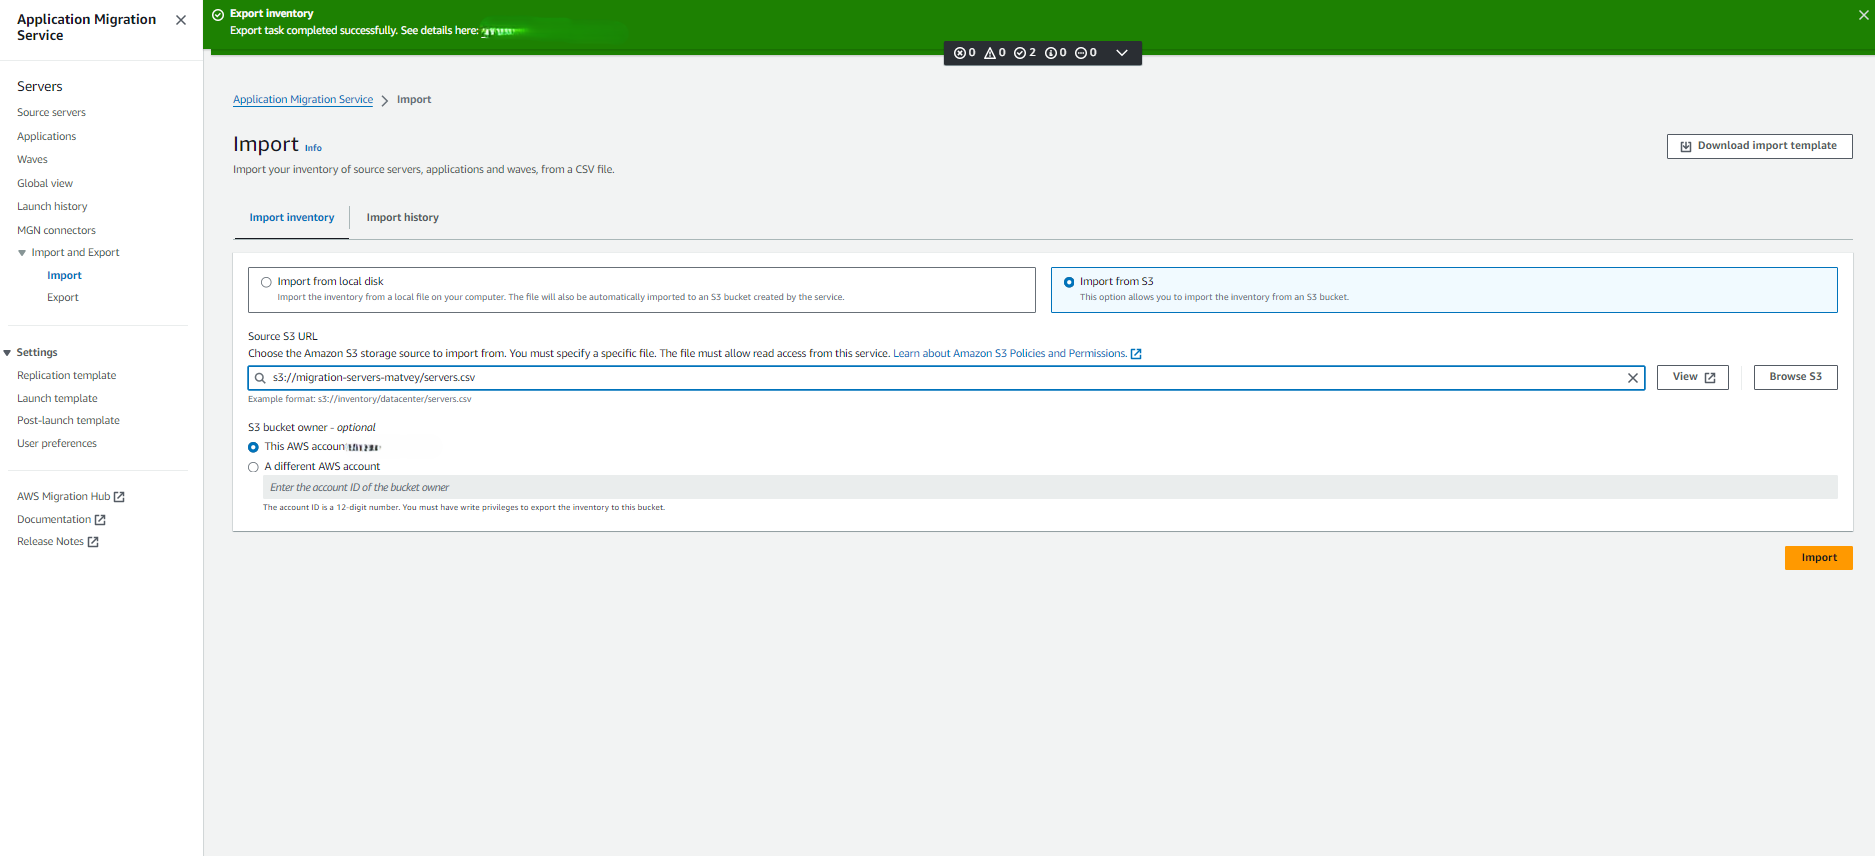 Application Migration
Service
Servers
Source servers
Applications
Waves
Global view
Launch history
MGN connectors
Import and Export
Import
Export
Settings
Replication template
Launch template
Post-launch template
User preferences
AWS Migration Hub
Documentation
Release Notes
Export inventory
Export task completed successfully. See details here:
0 0 2 0 0
Application Migration Service > Import
Import Info
Download import template
Import your inventory of source servers, applications and waves, from a CSV file.
Import inventory
Import history
Import from local disk
Import the inventory from a local file on your computer. The file will also be automatically imported to an S3 bucket created by the service.
Import from S3
This option allows you to import the inventory from an S3 bucket.
Source S3 URL
Choose the Amazon S3 storage source to import from. You must specify a specific file. The file must allow read access from this service. Learn about Amazon S3 Policies and Permissions.
s3://migration-servers-matvey/servers.csv
View
Browse S3
Example format: s3://inventory/datacenter/servers.csv
S3 bucket owner - optional
This AWS accoun
A different AWS account
Enter the account ID of the bucket owner
The account ID is a 12-digit number. You must have write privileges to export the inventory to this bucket.
Import